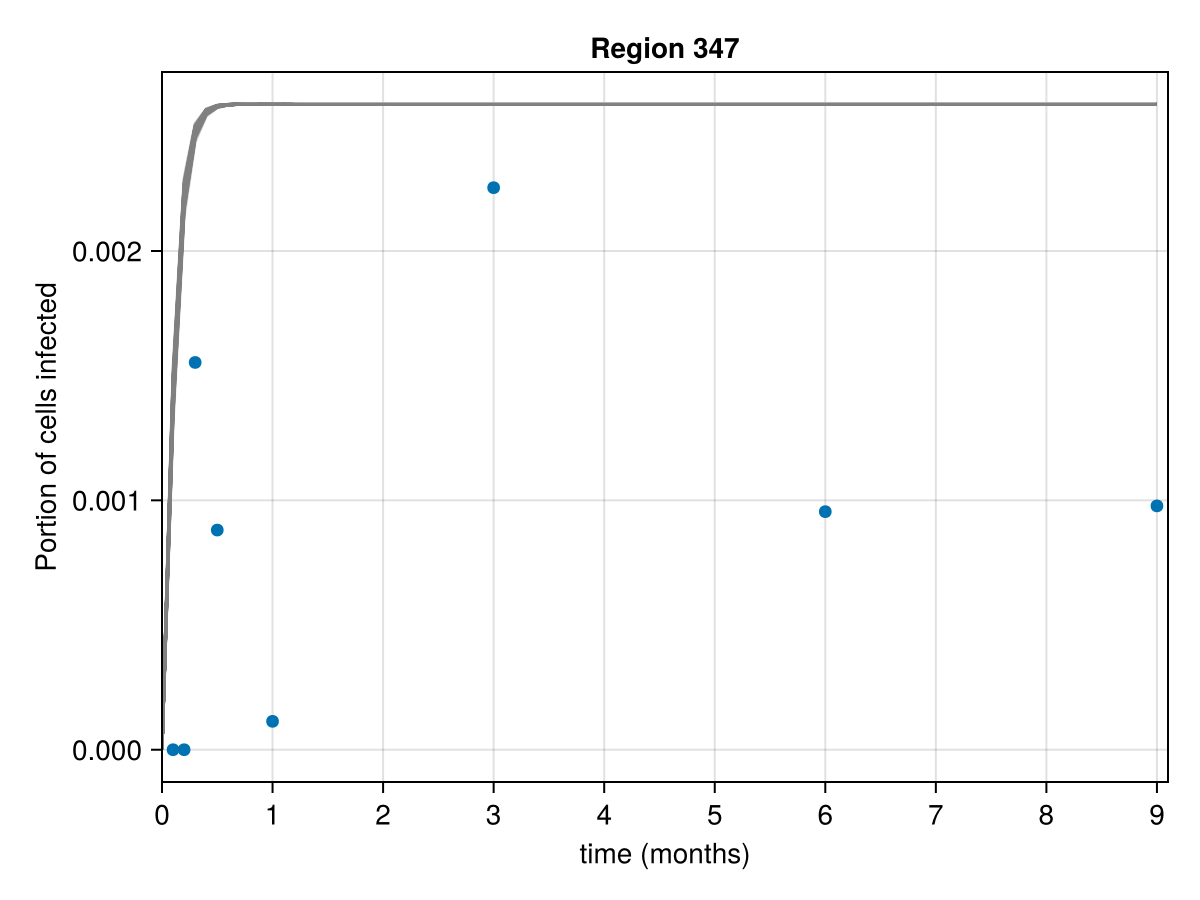 Region 347
Portion of cells infected
0.002
0.001
0.000
0 1 2 3 4 5 6 7 8 9
time (months)